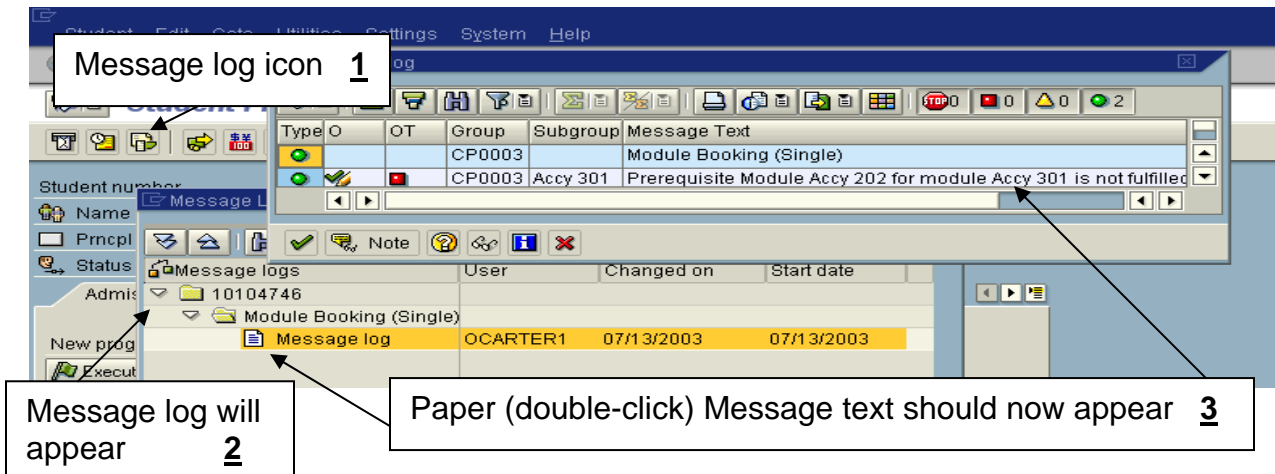 Student Edit Goto Utilities Settings System Help
Message log icon 1
og
0 0 0 2
Type O OT Group Subgroup Message Text
CP0003 Module Booking (Single)
CP0003 Accy 301 Prerequisite Module Accy 202 for module Accy 301 is not fulfilled
Student number
Name
Prncpl
Status
Admis
New prog
Execut
Message L
Note
Message logs User Changed on Start date
10104746
Module Booking (Single)
Message log OCARTER1 07/13/2003 07/13/2003
Message log will
appear 2
Paper (double-click) Message text should now appear 3